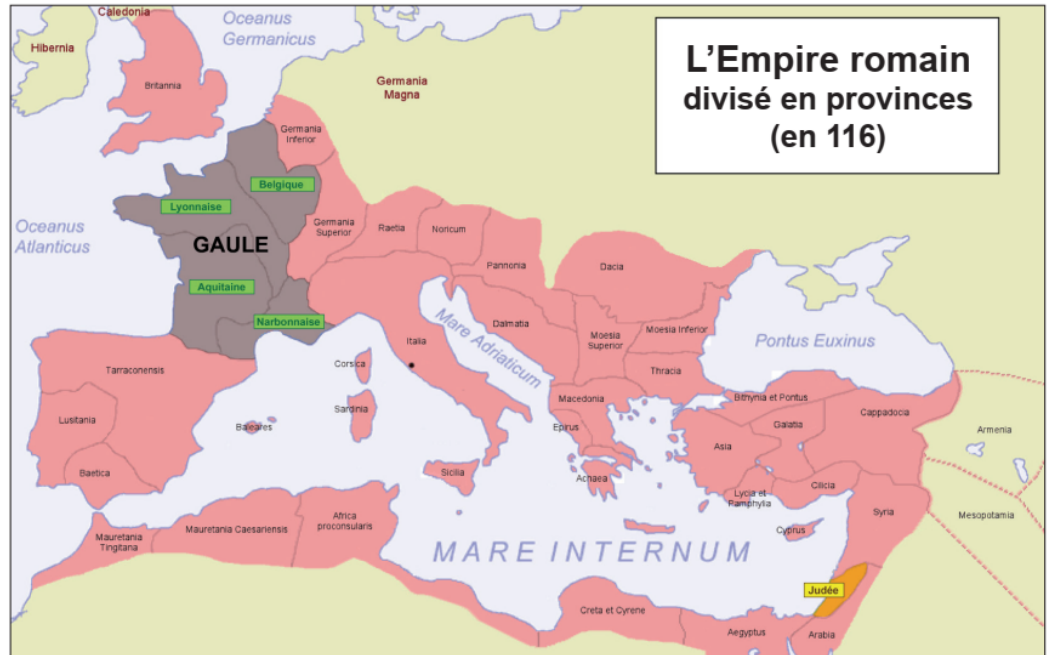 L’Empire romain
divisé en provinces
(en 116)
Caledonia
Hibernia
Oceanus
Germanicus
Britannia
Germania
Magna
Germania
Inferior
Belgique
Lyonnaise
Oceanus
Atlanticus
GAULE
Germania
Superior
Raetia
Noricum
Pannonia
Dacia
Aquitaine
Narbonnaise
Mare Adriaticum
Dalmatia
Moesia
Superior
Moesia Inferior
Pontus Euxinus
Italia
Corsica
Thracia
Tarraconensis
Sardinia
Macedonia
Bithynia et Pontus
Cappadocia
Lusitania
Baleares
Epirus
Asia
Galatia
Armenia
Baetica
Sicilia
Achaea
Lycia et
Pamphylia
Cilicia
Syria
Mesopotamia
Mauretania
Tingitana
Mauretania Caesariensis
Africa
proconsularis
Cyprus
MARE INTERNUM
Judée
Creta et Cyrene
Aegyptus
Arabia